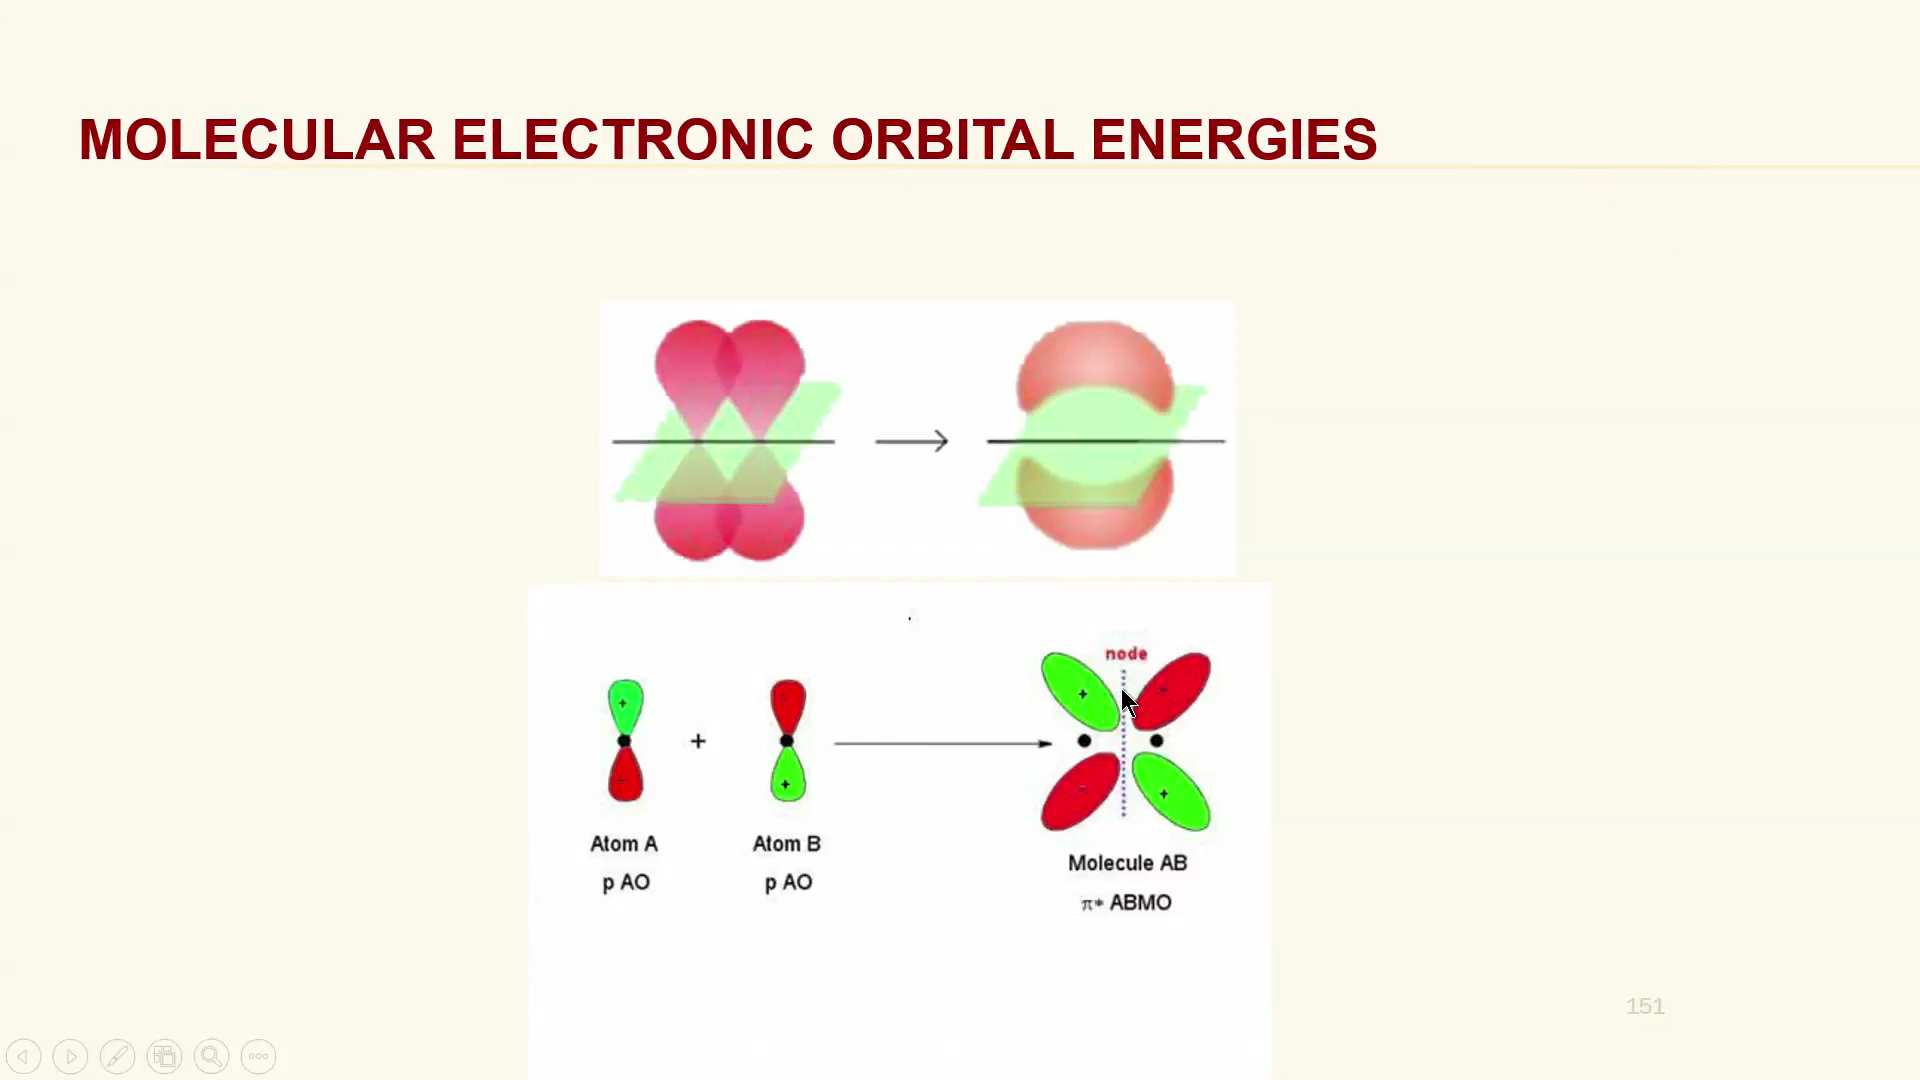 MOLECULAR ELECTRONIC ORBITAL ENERGIES
node
+ -
+ + -
- + - +
Atom A Atom B
p AO p AO
Molecule AB
π* ABMO
151